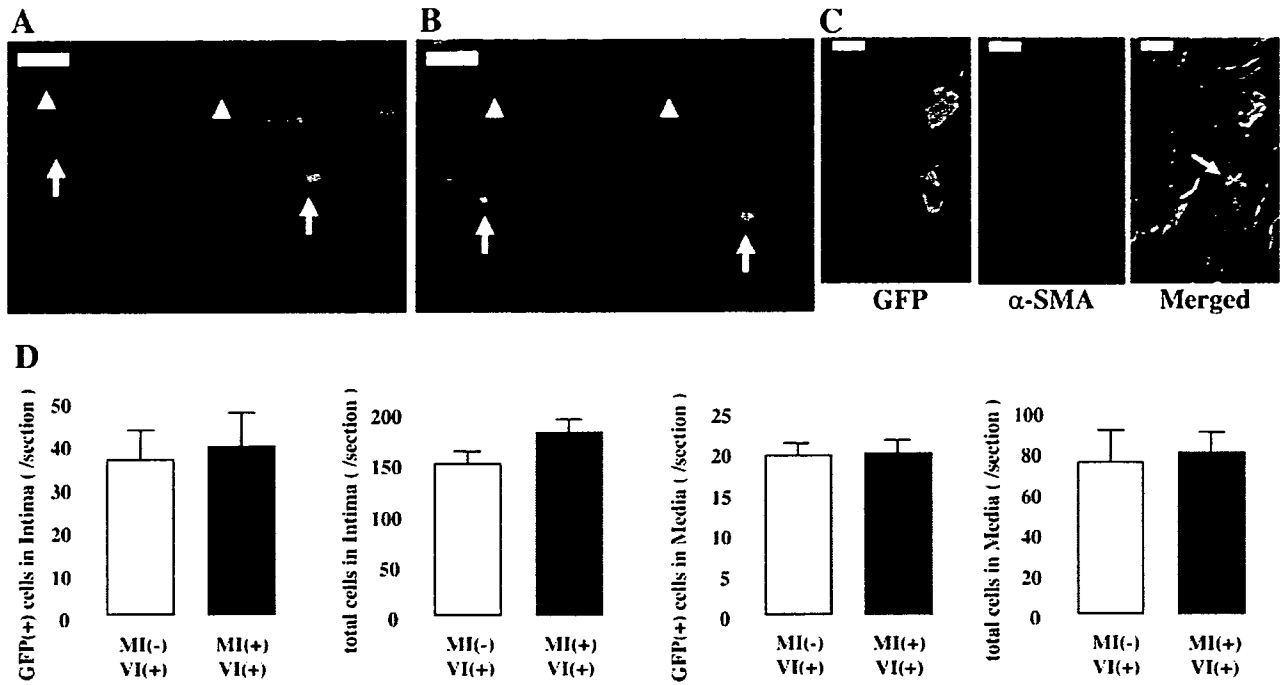 A
B
C
GFP
α-SMA
Merged
D
GFP(+) cells in Intima ( /section )
50
40
30
20
10
0
MI(-)
VI(+)
MI(+)
VI(+)
total cells in Intima ( /section )
200
150
100
50
0
MI(-)
VI(+)
MI(+)
VI(+)
GFP(+) cells in Media ( /section )
25
20
15
10
5
0
MI(-)
VI(+)
MI(+)
VI(+)
total cells in Media ( /section )
100
80
60
40
20
0
MI(-)
VI(+)
MI(+)
VI(+)